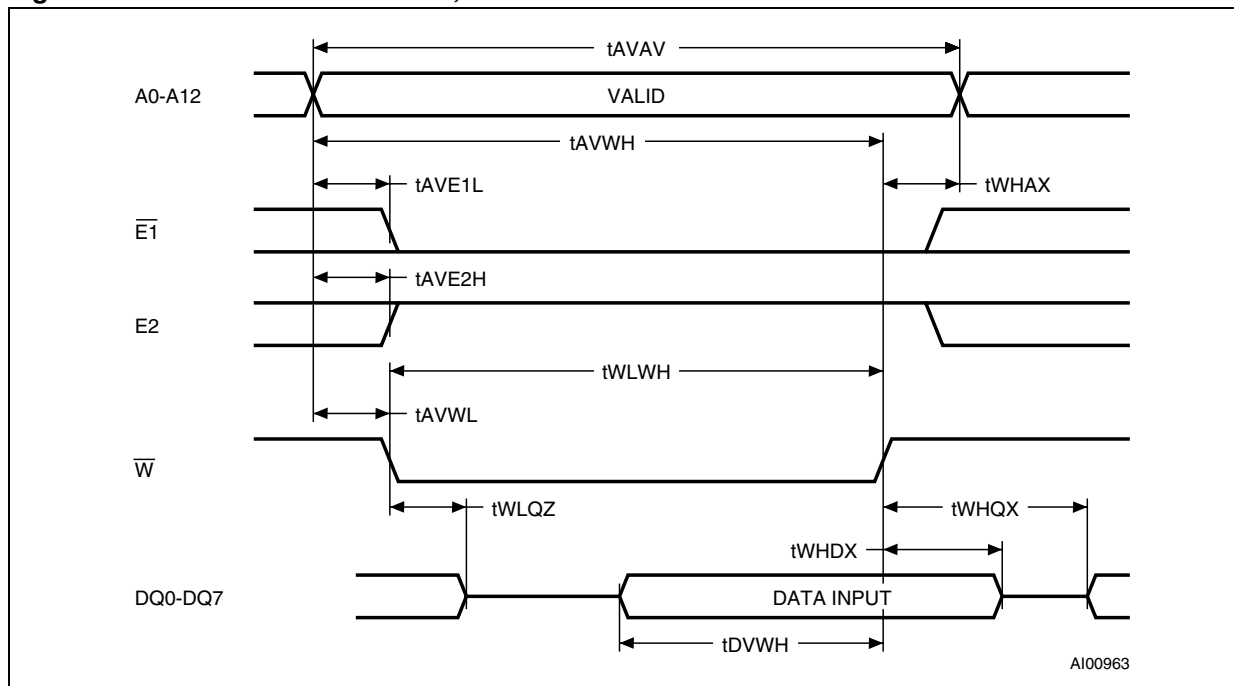 tAVAV
A0-A12
VALID
tAVWH
tAVE1L
tWHAX
E1
tAVE2H
E2
tWLWH
tAVWL
W
tWLQZ
tWHQX
tWHDX
DQ0-DQ7
DATA INPUT
tDVWH
AI00963